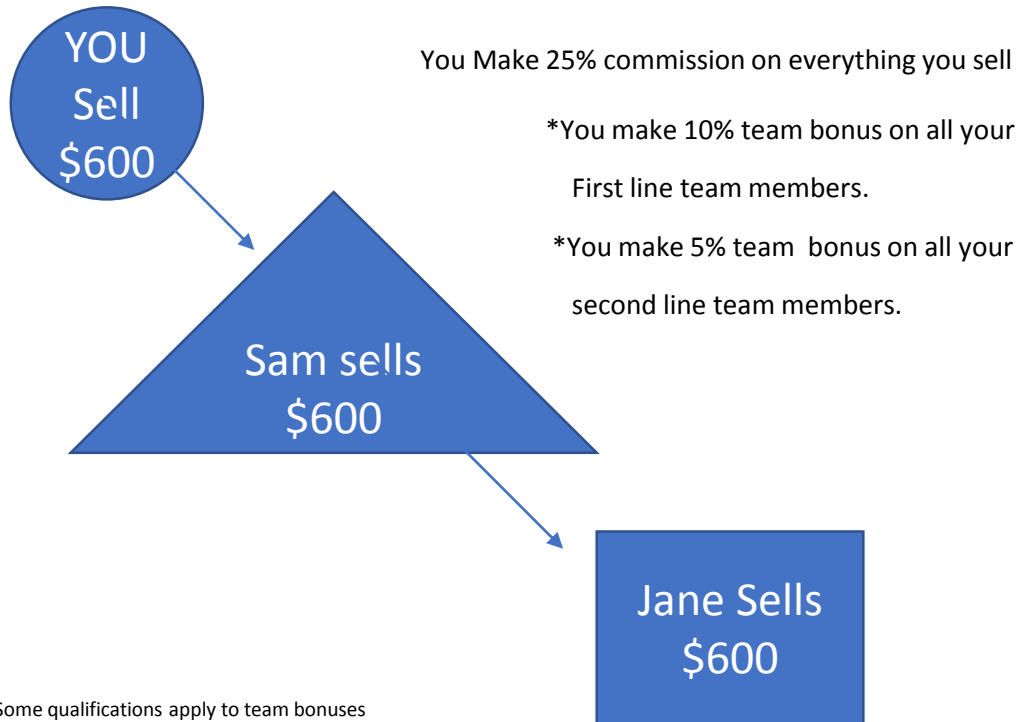 YOU
Sell
$600
You Make 25% commission on everything you sell
*You make 10% team bonus on all your
First line team members.
*You make 5% team  bonus on all your
second line team members.
Sam sells
$600
Jane Sells
$600
Some qualifications apply to team bonuses